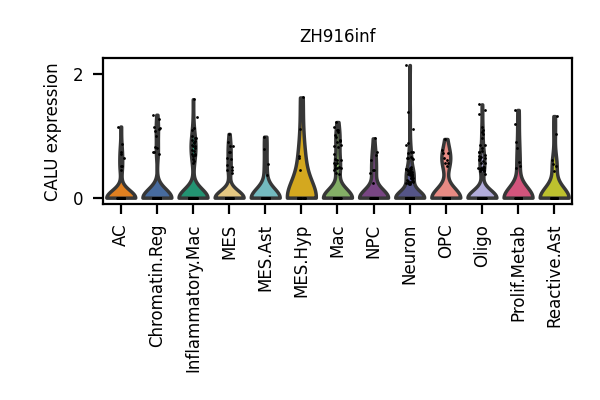 ZH916inf
CALU expression
2
0
AC
Chromatin.Reg
Inflammatory.Mac
MES
MES.Ast
MES.Hyp
Mac
NPC
Neuron
OPC
Oligo
Prolif.Metab
Reactive.Ast